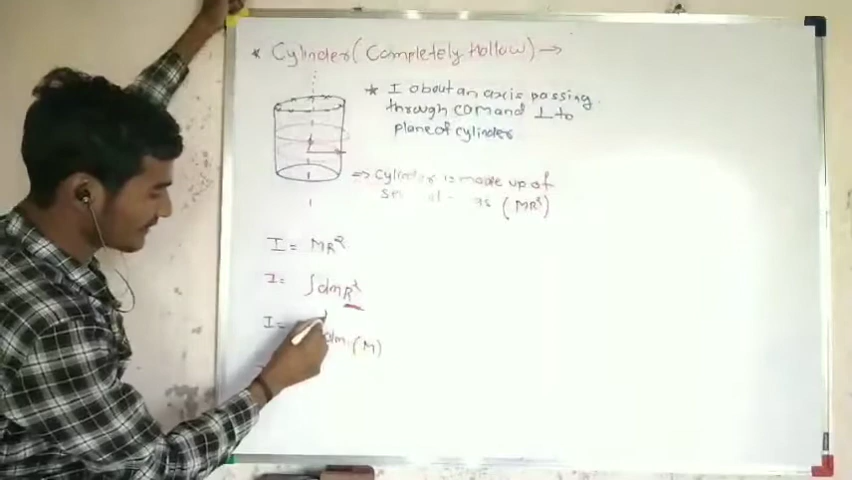 * Cylinder (Completely Hollow) →
* I about an axis passing
through com and ⊥ to
plane of cylinder
⇒ cylinder is made up of
(MR²)
I = MR²
I = ∫dmR²
I =
dm (M)